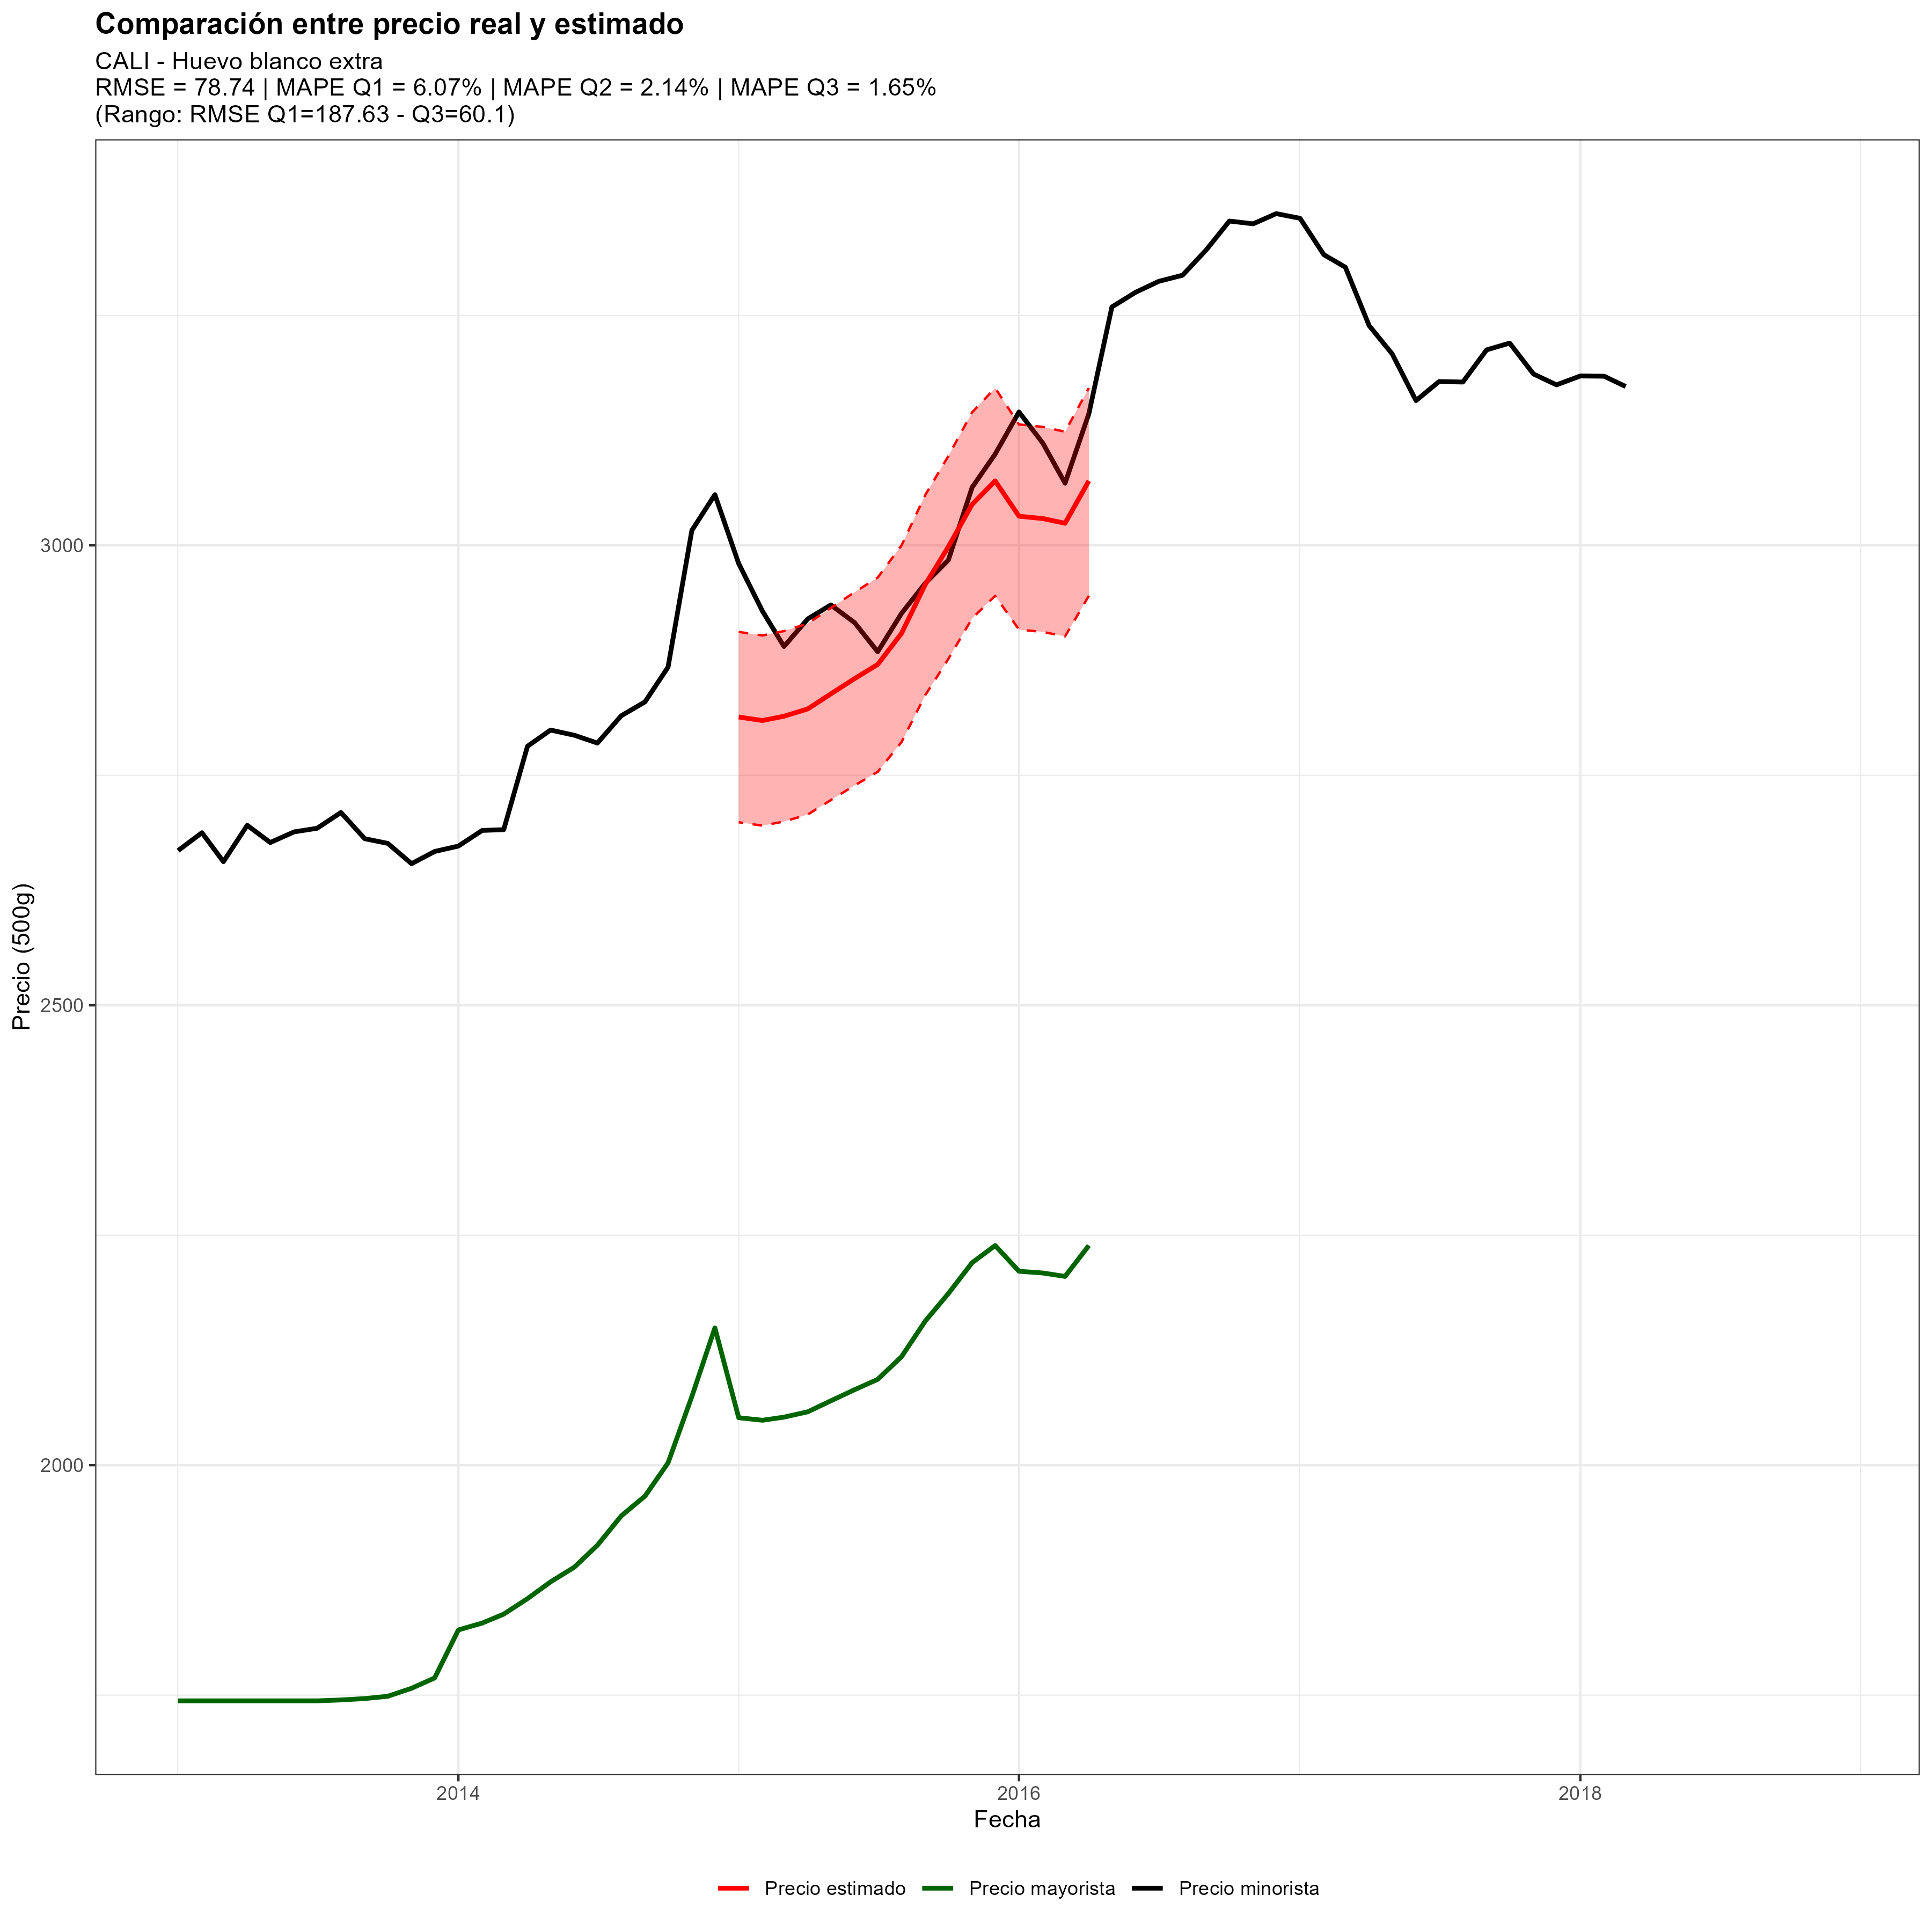 Comparación entre precio real y estimado
CALI - Huevo blanco extra
RMSE = 78.74 | MAPE Q1 = 6.07% | MAPE Q2 = 2.14% | MAPE Q3 = 1.65%
(Rango: RMSE Q1=187.63 - Q3=60.1)
Precio (500g)
3000
2500
2000
2014
2016
2018
Fecha
Precio estimado
Precio mayorista
Precio minorista